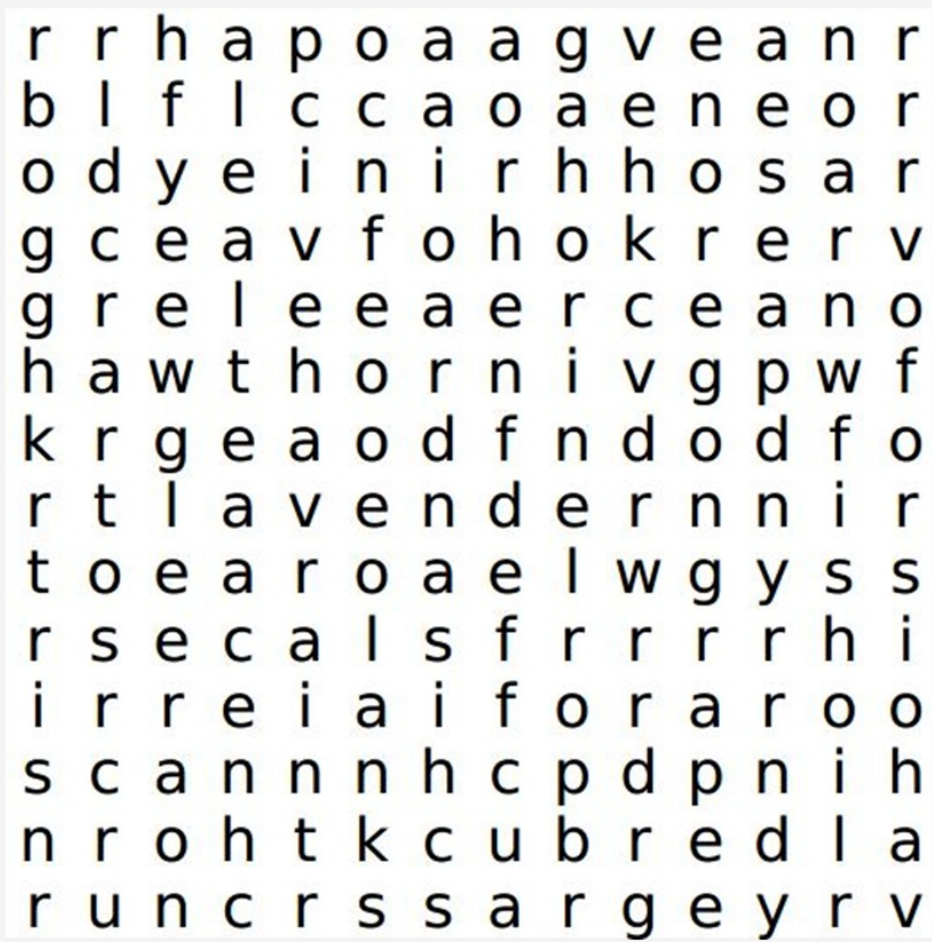 r r h a p o a a g v e a n r
b l f l c c a o a e n e o r
o d y e i n i r h h o s a r
g c e a v f o h o k r e r v
g r e l e e a e r c e a n o
h a w t h o r n i v g p w f
k r g e a o d f n d o d f o
r t l a v e n d e r n n i r
t o e a r o a e l w g y s s
r s e c a l s f r r r r h i
i r r e i a i f o r a r o o
s c a n n n h c p d p n i h
n r o h t k c u b r e d l a
r u n c r s s a r g e y r v